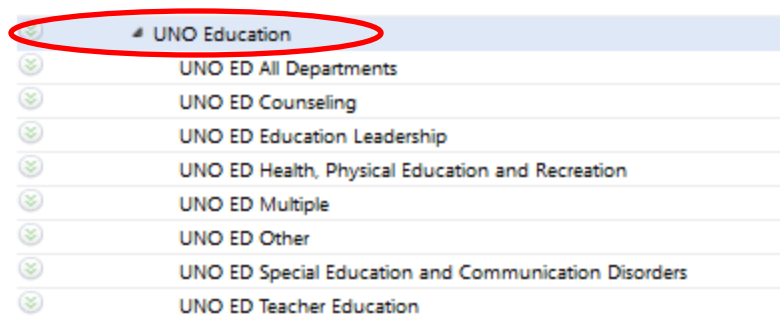 UNO Education
UNO ED All Departments
UNO ED Counseling
UNO ED Education Leadership
UNO ED Health, Physical Education and Recreation
UNO ED Multiple
UNO ED Other
UNO ED Special Education and Communication Disorders
UNO ED Teacher Education